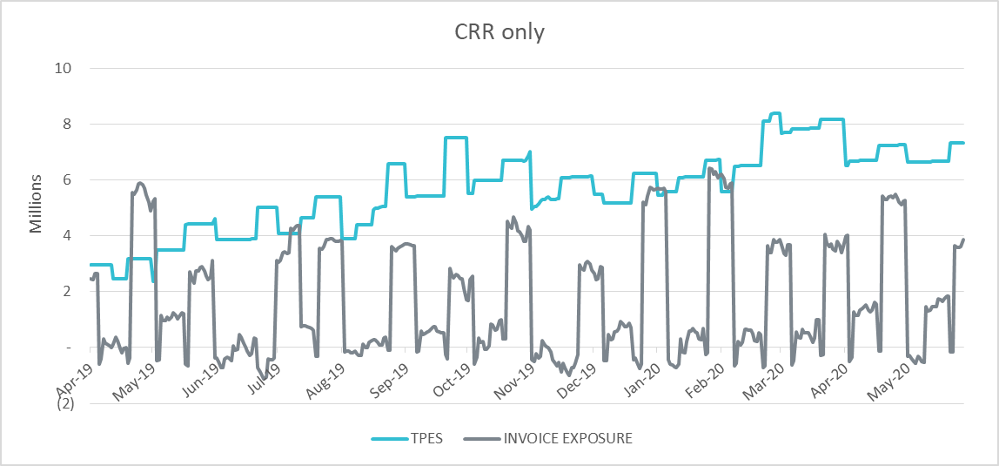 CRR only
Millions
10
8
6
4
2
-
(2)
Apr-19
May-19
Jun-19
Jul-19
Aug-19
Sep-19
Oct-19
Nov-19
Dec-19
Jan-20
Feb-20
Mar-20
Apr-20
May-20
TPES
INVOICE EXPOSURE